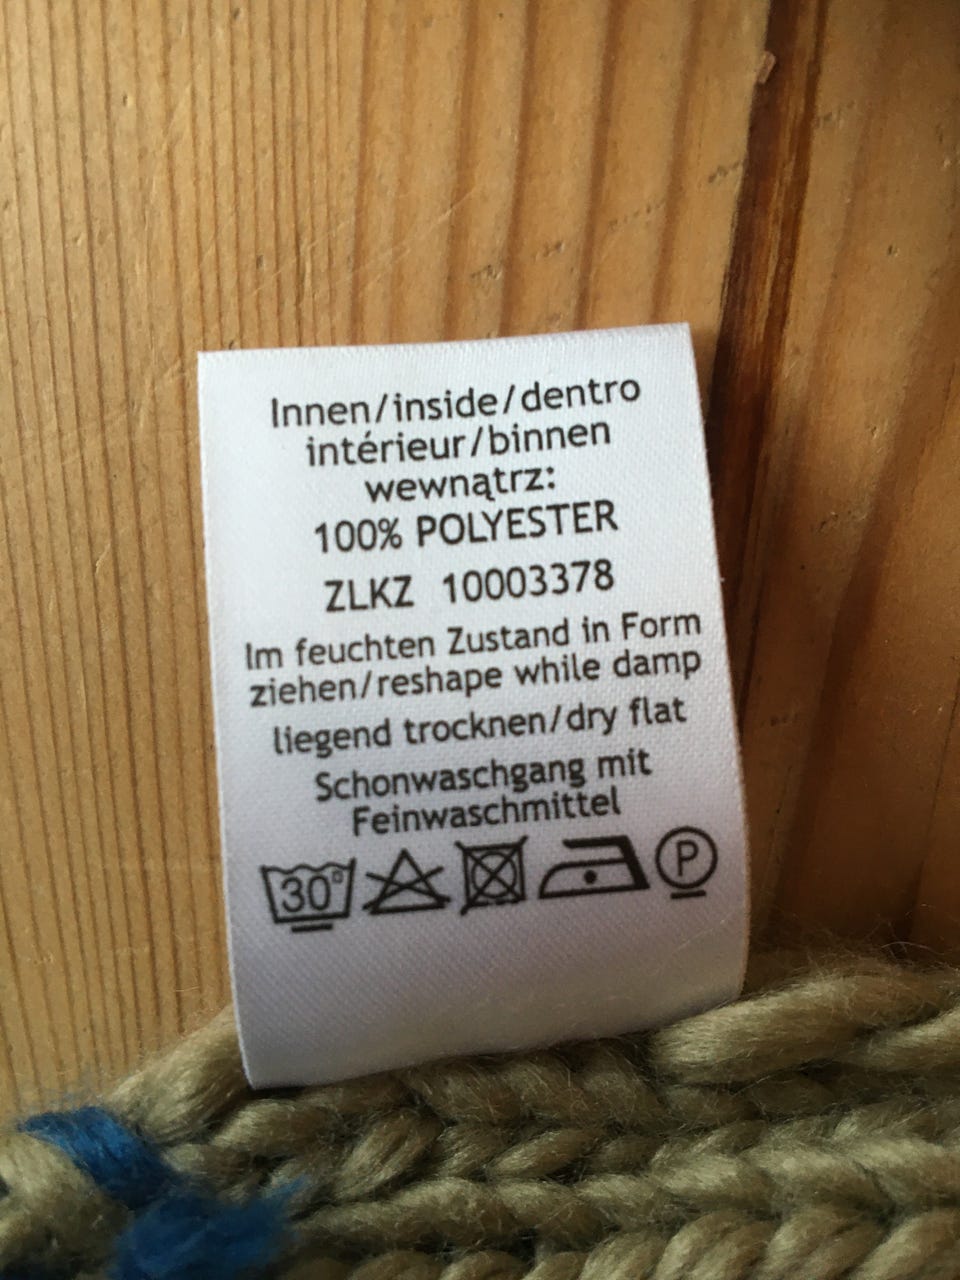 Innen/inside/dentro
intérieur/binnen
wewnątrz:
100% POLYESTER
ZLKZ 10003378
Im feuchten Zustand in Form
ziehen/reshape while damp
liegend trocknen/dry flat
Schonwaschgang mit
Feinwaschmittel
30° P